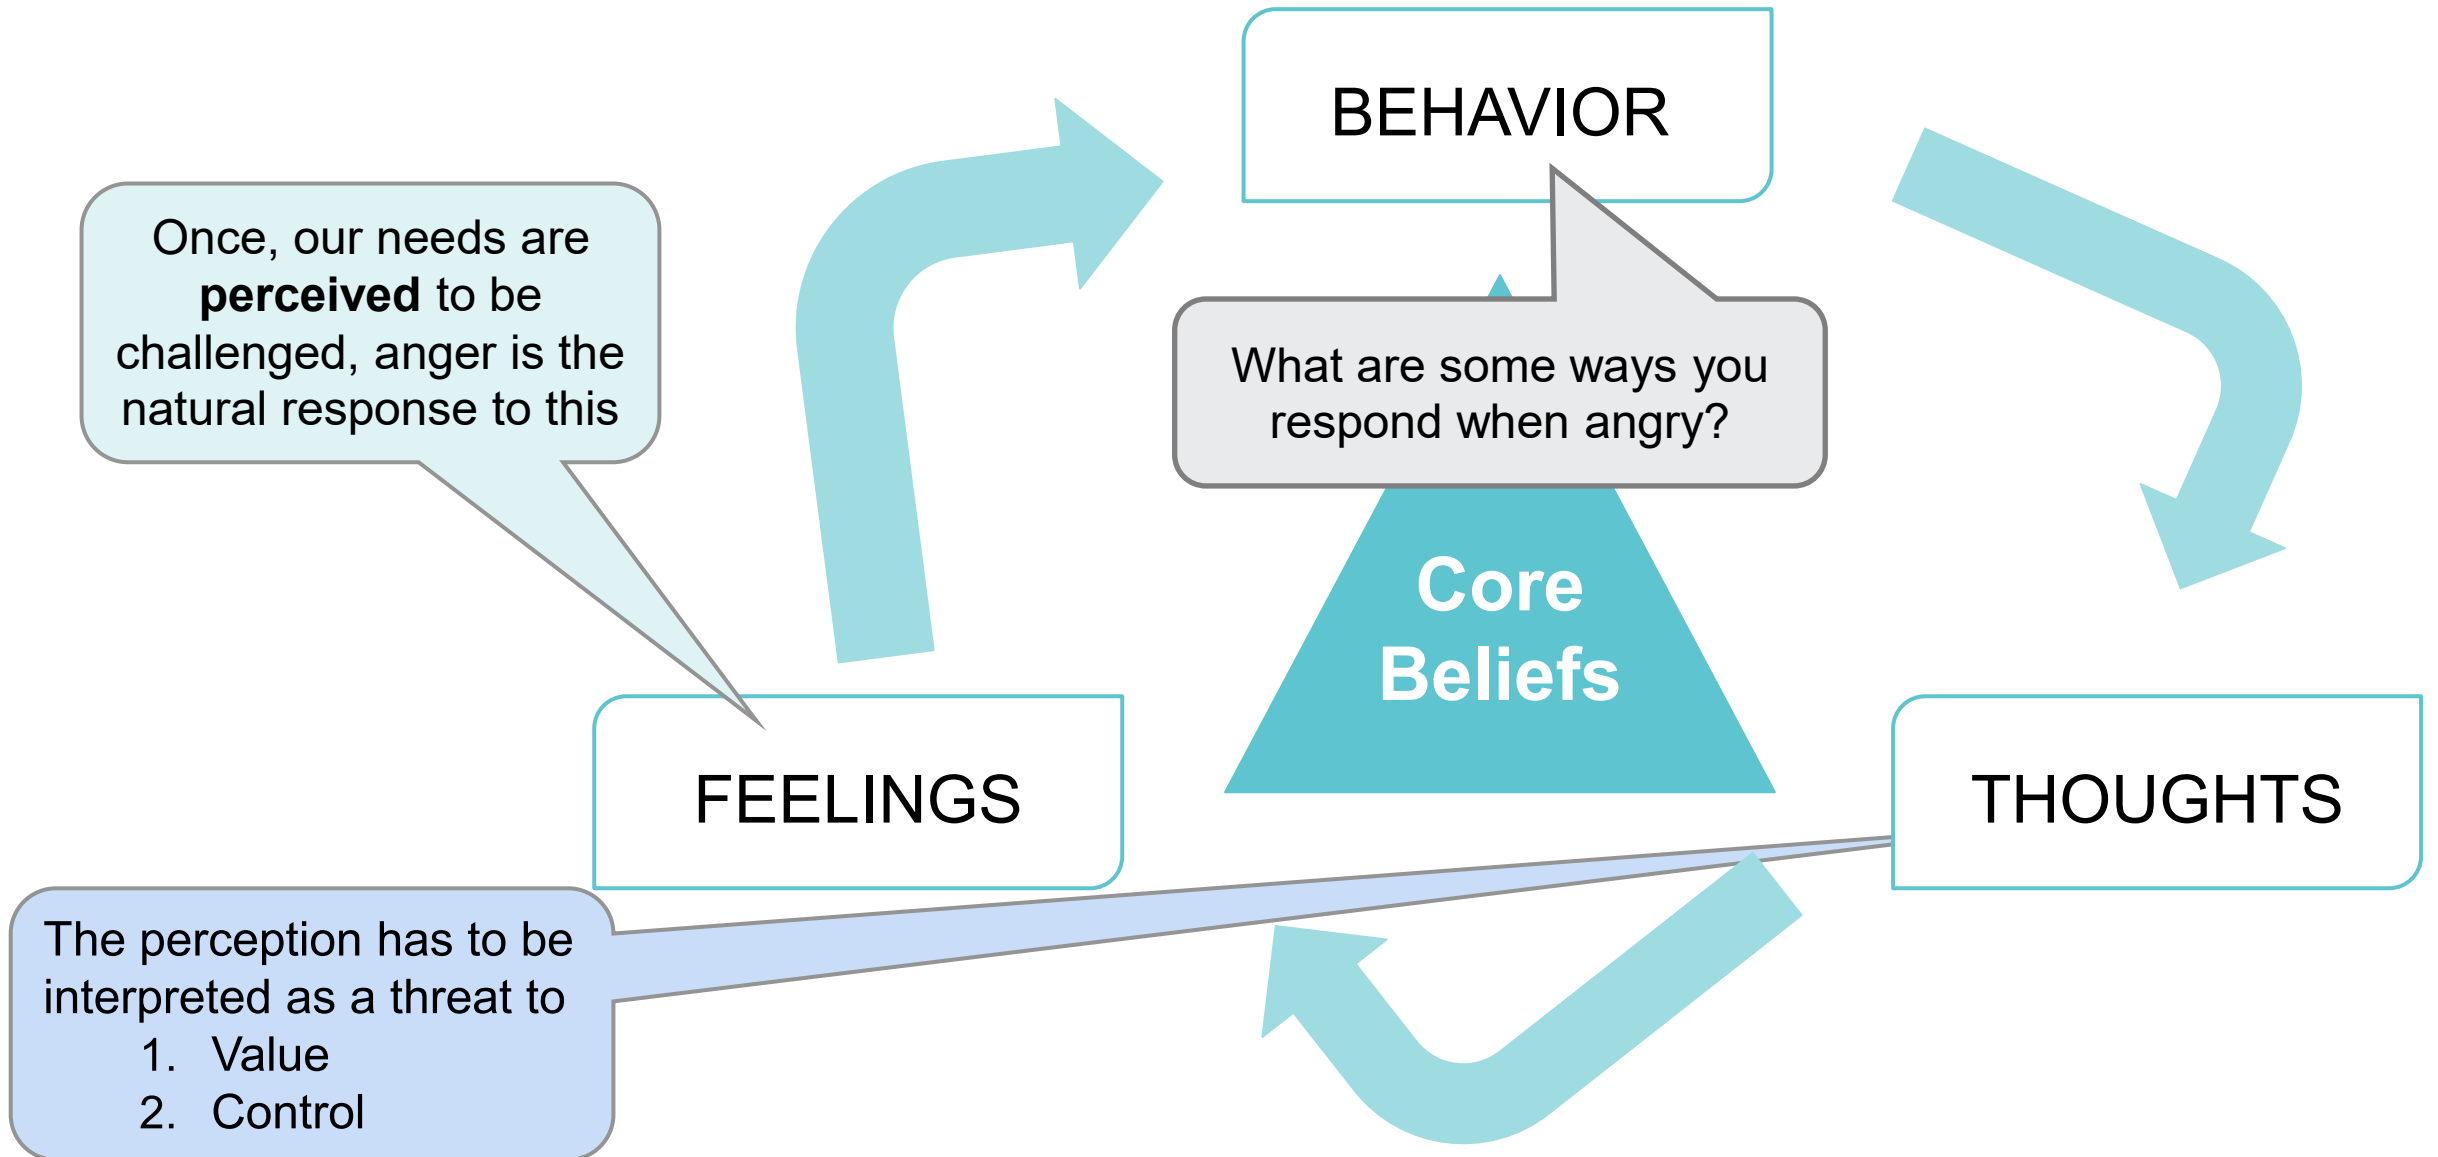 BEHAVIOR
Once, our needs are
perceived to be
challenged, anger is the
natural response to this
What are some ways you
respond when angry?
Core
Beliefs
FEELINGS
THOUGHTS
The perception has to be
interpreted as a threat to
1. Value
2. Control